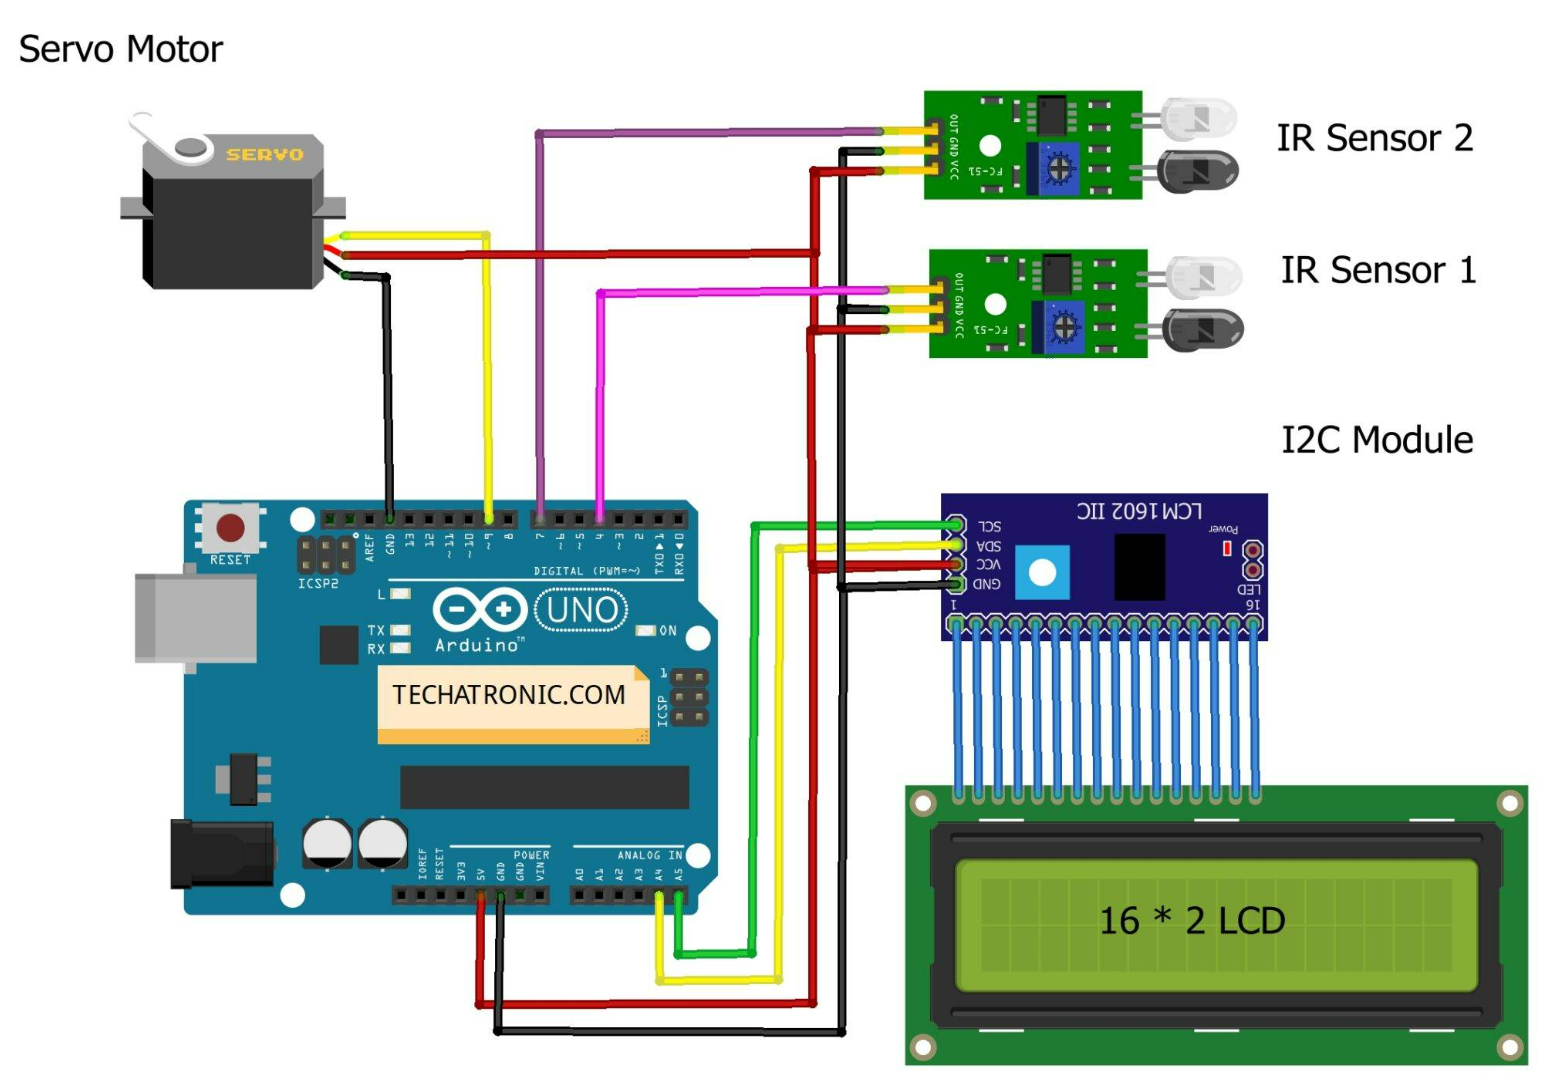 Servo Motor
SERVO
OUT GND VCC
FC-51
IR Sensor 2
OUT GND VCC
FC-51
IR Sensor 1
I2C Module
RESET
ICSP2
AREF
GND
13
12
~11
~10
~9
8
7
~6
~5
4
~3
2
TX0▶1
RX0◀0
DIGITAL (PWM=~)
L
TX
RX
Arduino™
UNO
ON
1
ICSP
TECHATRONIC.COM
POWER
ANALOG IN
IOREF
RESET
3V3
5V
GND
GND
VIN
A0
A1
A2
A3
A4
A5
LCM1602 IIC
SCL
SDA
VCC
GND
Power
LED
1
16
16 * 2 LCD